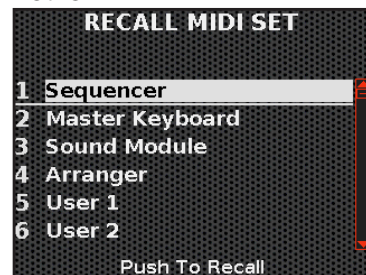 RECALL MIDI SET
1 Sequencer
2 Master Keyboard
3 Sound Module
4 Arranger
5 User 1
6 User 2
Push To Recall